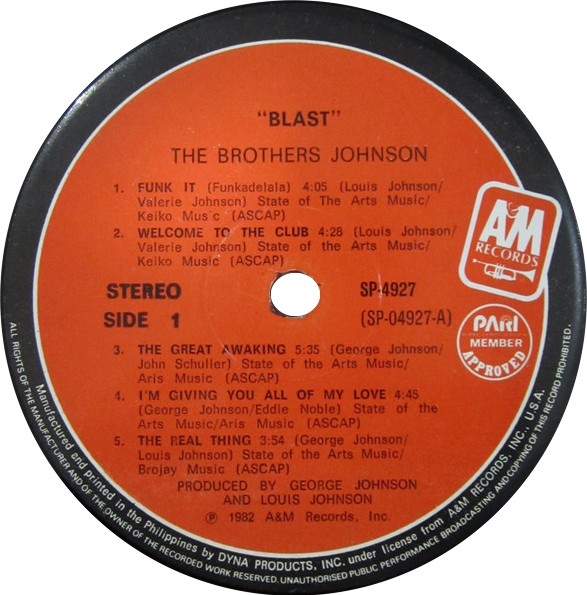 "BLAST"
THE BROTHERS JOHNSON
1. FUNK IT (Funkadelala) 4:05 (Louis Johnson/
Valerie Johnson) State of The Arts Music/
Keiko Music (ASCAP)
2. WELCOME TO THE CLUB 4:28 (Louis Johnson/
Valerie Johnson) State of the Arts Music/
Keiko Music (ASCAP)
A&M
RECORDS
STEREO
SP-4927
SIDE 1
(SP-04927-A)
PARI
MEMBER
APPROVED
3. THE GREAT AWAKING 5:35 (George Johnson/
John Schuller) State of the Arts Music/
Aris Music (ASCAP)
4. I'M GIVING YOU ALL OF MY LOVE 4:45
(George Johnson/Eddie Noble) State of the
Arts Music/Aris Music (ASCAP)
5. THE REAL THING 3:54 (George Johnson/
Louis Johnson) State of the Arts Music/
Brojay Music (ASCAP)
PRODUCED BY GEORGE JOHNSON
AND LOUIS JOHNSON
℗ 1982 A&M Records, Inc.
Manufactured and printed in the Philippines by DYNA PRODUCTS, INC. under license from A&M RECORDS, INC., U.S.A.
ALL RIGHTS OF THE MANUFACTURER AND OF THE OWNER OF THE RECORDED WORK RESERVED. UNAUTHORISED PUBLIC PERFORMANCE BROADCASTING AND COPYING OF THIS RECORD PROHIBITED.